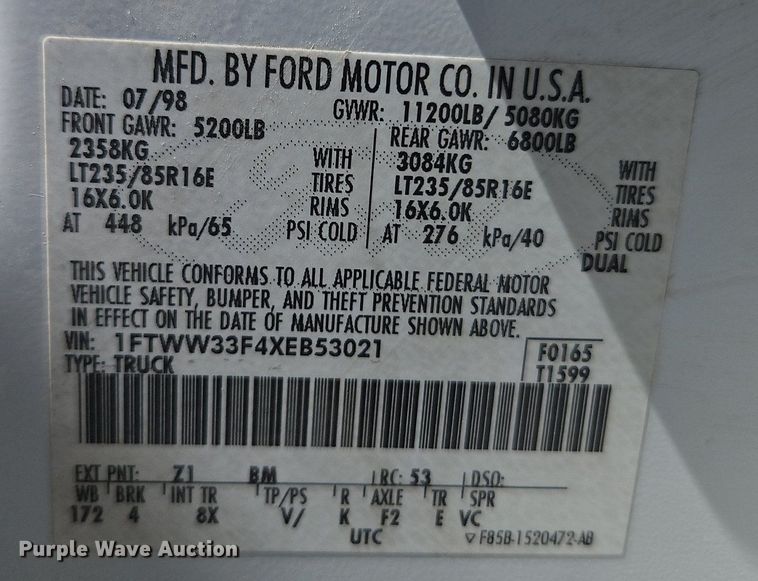 MFD. BY FORD MOTOR CO. IN U.S.A.
DATE: 07/98 GVWR: 11200LB/ 5080KG
FRONT GAWR: 5200LB REAR GAWR: 6800LB
2358KG WITH 3084KG WITH
LT235/85R16E TIRES LT235/85R16E TIRES
16X6.0K RIMS 16X6.0K RIMS
AT 448 kPa/65 PSI COLD AT 276 kPa/40 PSI COLD
DUAL
THIS VEHICLE CONFORMS TO ALL APPLICABLE FEDERAL MOTOR
VEHICLE SAFETY, BUMPER, AND THEFT PREVENTION STANDARDS
IN EFFECT ON THE DATE OF MANUFACTURE SHOWN ABOVE.
VIN: 1FTWW33F4XEB53021 F0165
TYPE: TRUCK T1599
EXT PNT: Z1 BM RC: 53 DSO:
WB BRK INT TR TP/PS R AXLE TR SPR
172 4 8X V/ K F2 E VC
UTC ▽ F85B-1520472-AB
Purple Wave Auction